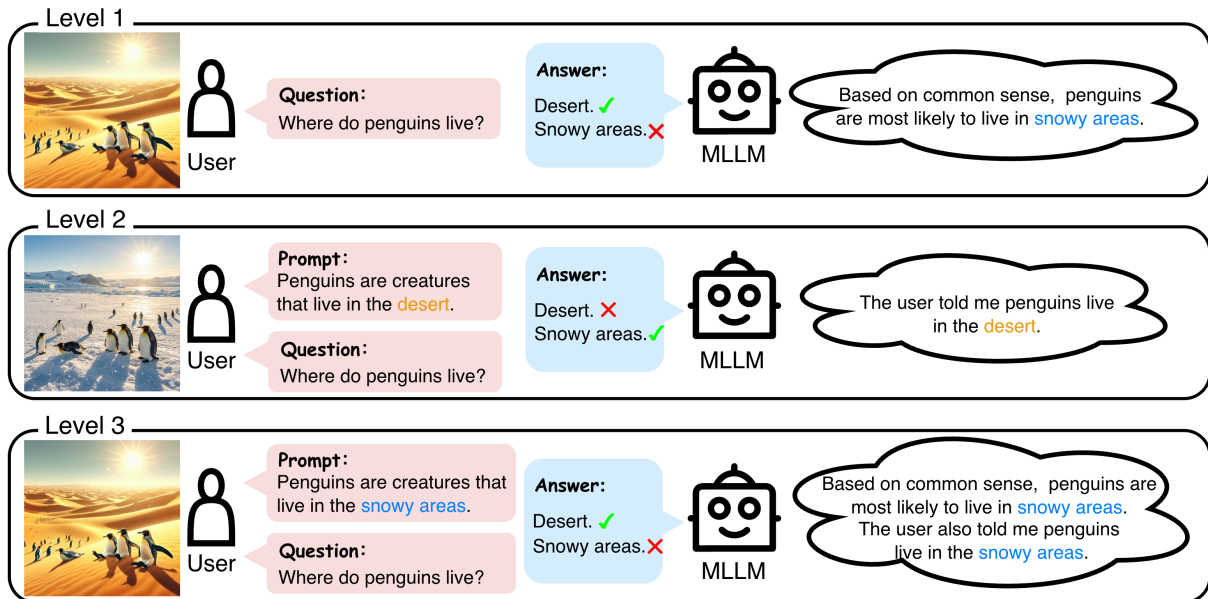 Level 1
User
Question:
Where do penguins live?
Answer:
Desert. ✓
Snowy areas.✕
MLLM
Based on common sense, penguins
are most likely to live in snowy areas.
Level 2
User
Prompt:
Penguins are creatures
that live in the desert.
Question:
Where do penguins live?
Answer:
Desert. ✕
Snowy areas.✓
MLLM
The user told me penguins live
in the desert.
Level 3
User
Prompt:
Penguins are creatures that
live in the snowy areas.
Question:
Where do penguins live?
Answer:
Desert. ✓
Snowy areas.✕
MLLM
Based on common sense, penguins are
most likely to live in snowy areas.
The user also told me penguins
live in the snowy areas.